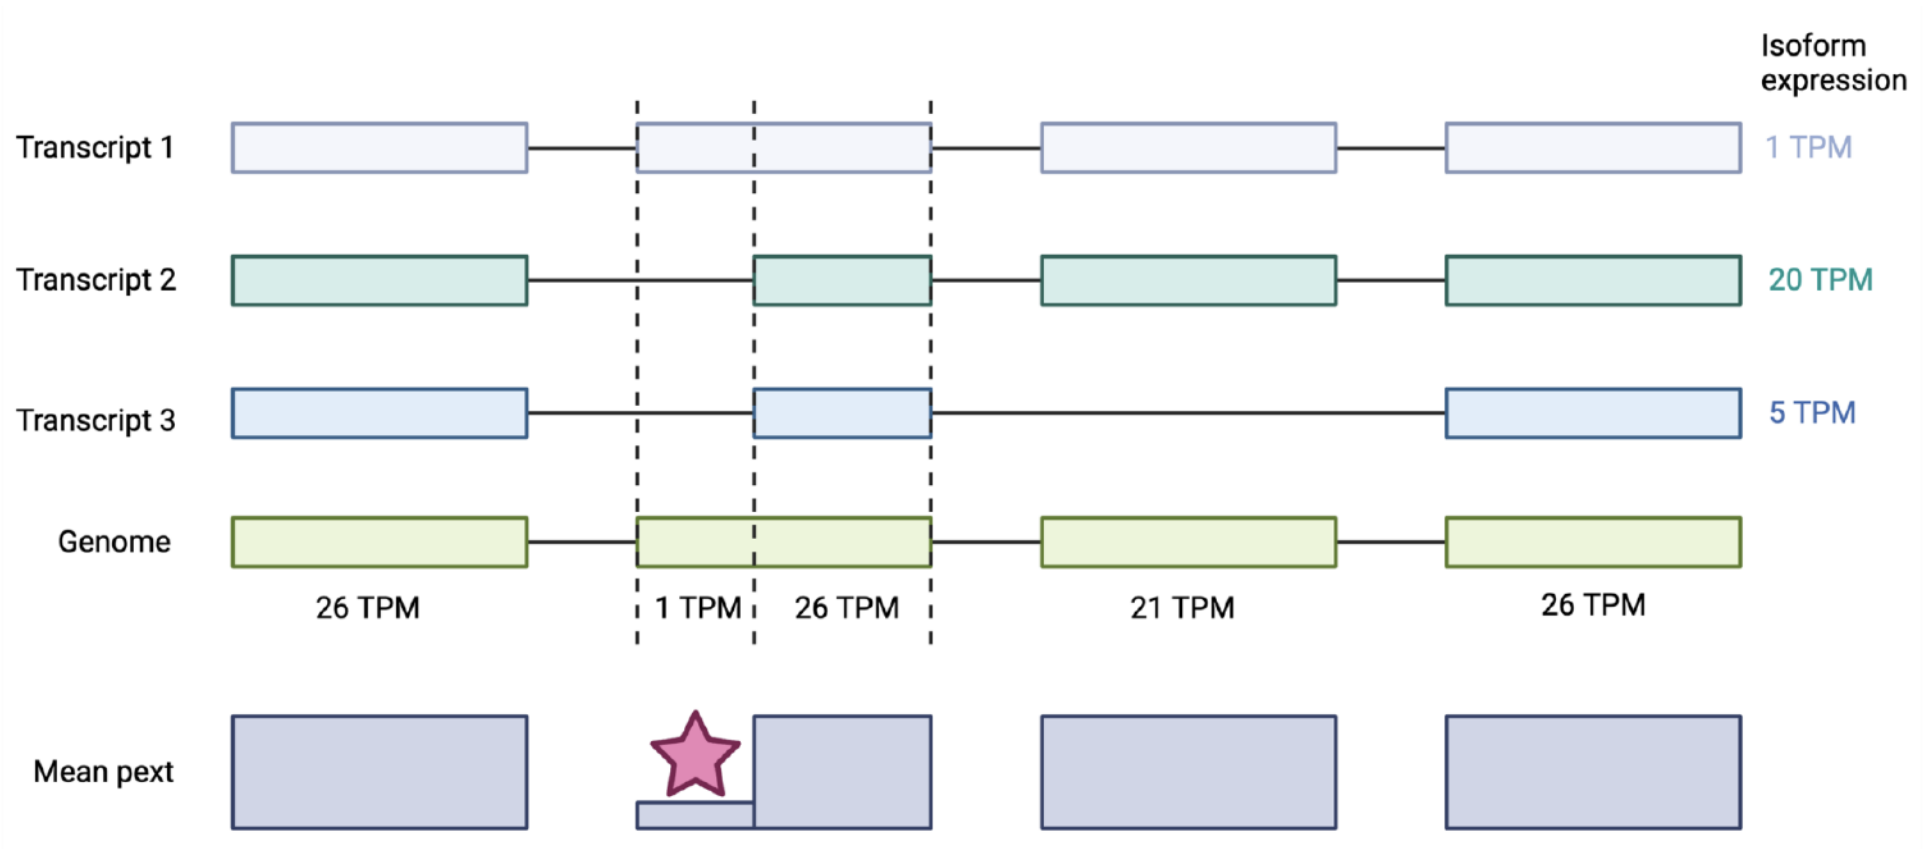 Isoform
expression
Transcript 1
1 TPM
Transcript 2
20 TPM
Transcript 3
5 TPM
Genome
26 TPM
1 TPM
26 TPM
21 TPM
26 TPM
Mean pext